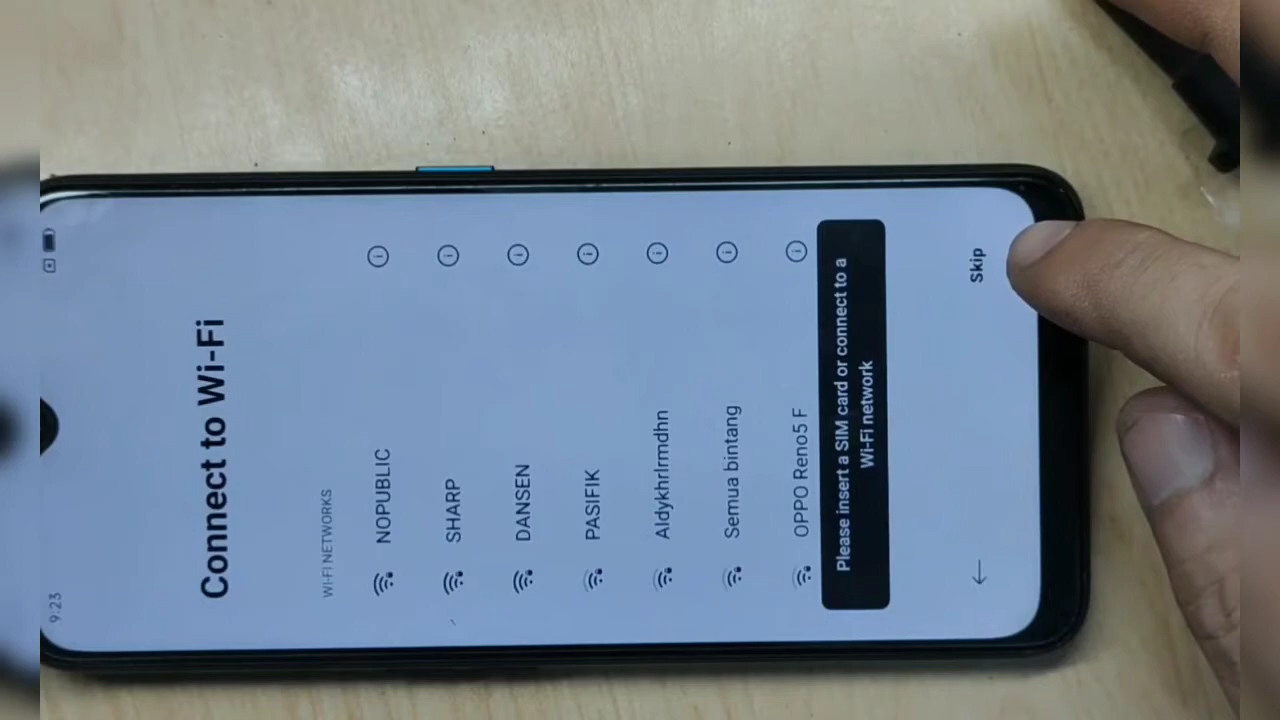 9:23
Connect to Wi-Fi
WI-FI NETWORKS
NOPUBLIC
SHARP
DANSEN
PASIFIK
Aldykhrlrmdhn
Semua bintang
OPPO Reno5 F
Please insert a SIM card or connect to a
Wi-Fi network
Skip